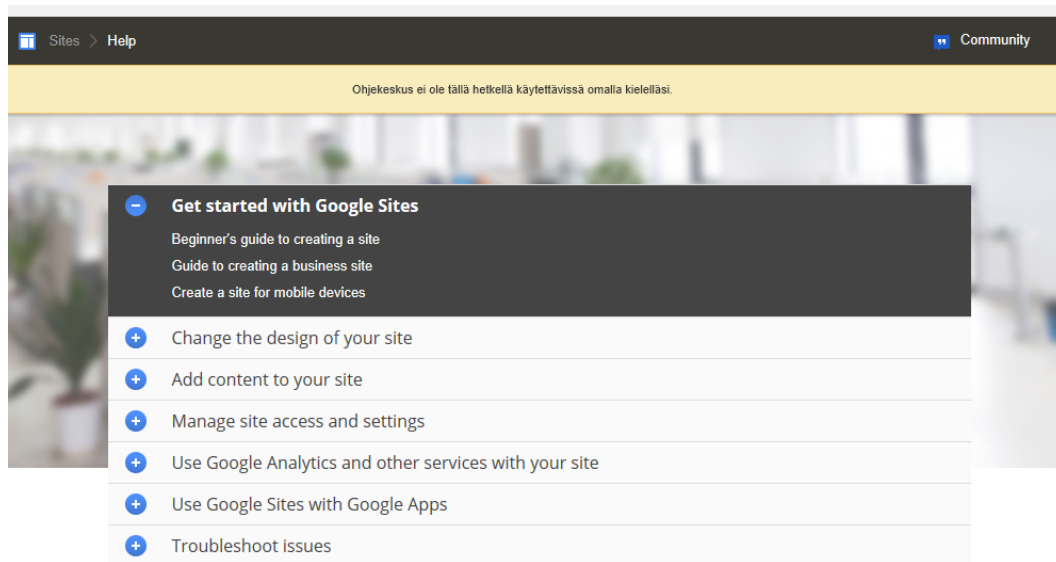 Sites > Help
Community
Ohjekeskus ei ole tällä hetkellä käytettävissä omalla kielelläsi.
Get started with Google Sites
Beginner's guide to creating a site
Guide to creating a business site
Create a site for mobile devices
Change the design of your site
Add content to your site
Manage site access and settings
Use Google Analytics and other services with your site
Use Google Sites with Google Apps
Troubleshoot issues